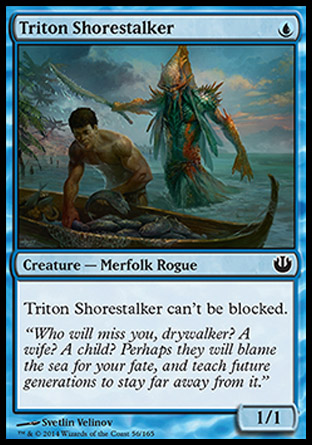 Triton Shorestalker
Creature — Merfolk Rogue
Triton Shorestalker can't be blocked.
"Who will miss you, drywalker? A
wife? A child? Perhaps they will blame
the sea for your fate, and teach future
generations to stay far away from it."
Svetlin Velinov
™ & © 2014 Wizards of the Coast 56/165
1/1